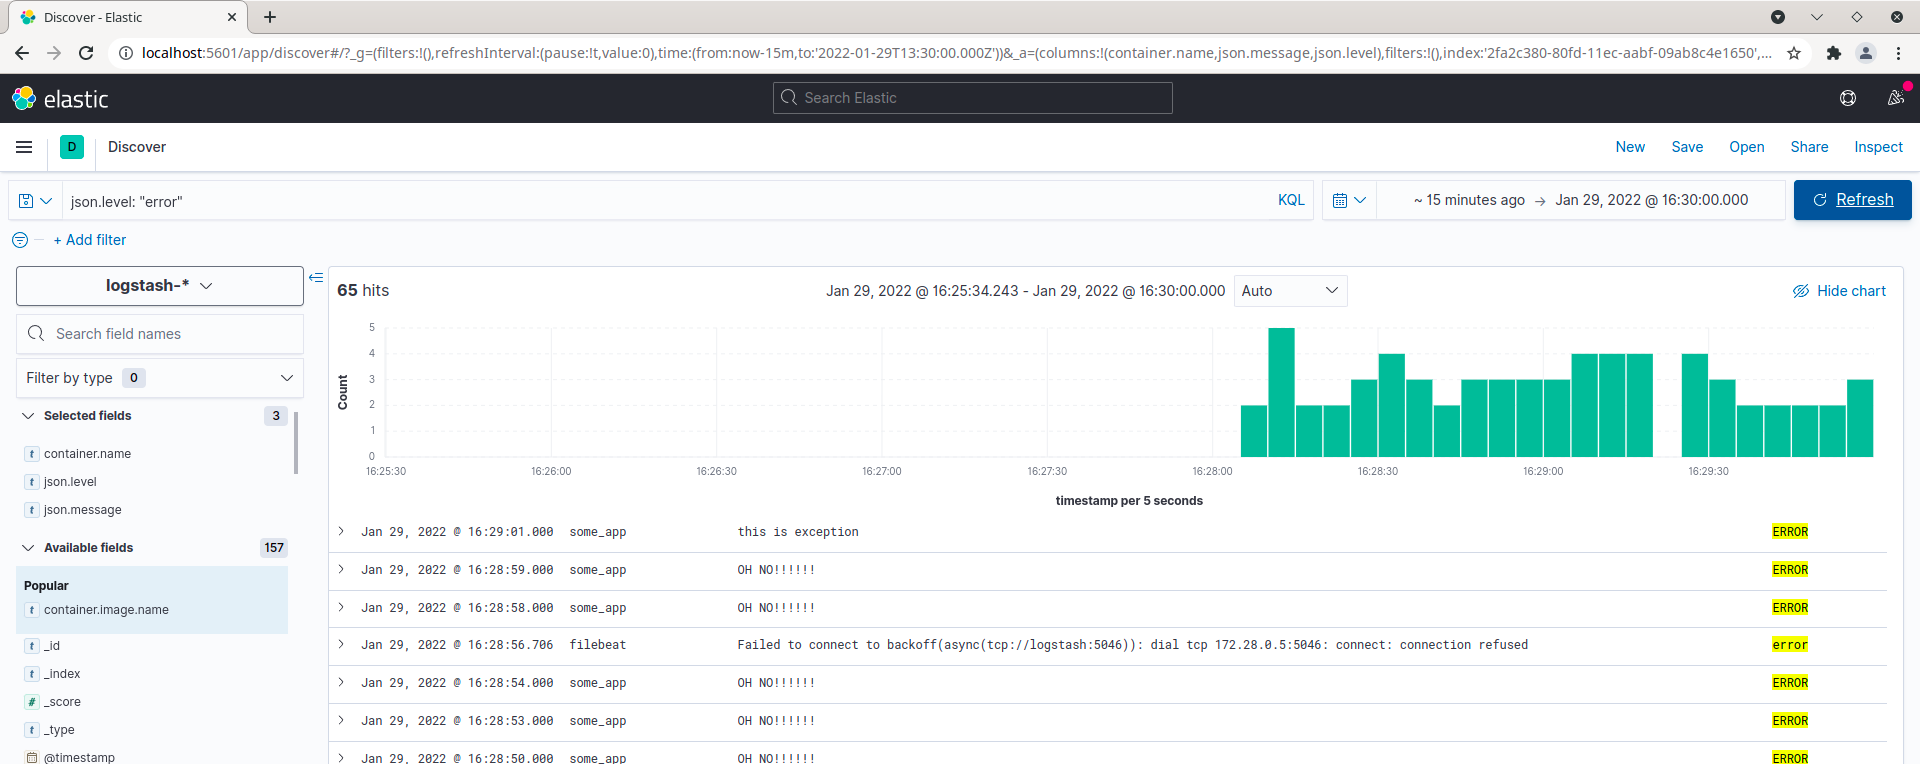 Discover - Elastic
localhost:5601/app/discover#/?_g=(filters:!(),refreshInterval:(pause:!t,value:0),time:(from:now-15m,to:'2022-01-29T13:30:00.000Z'))&_a=(columns:!(container.name,json.message,json.level),filters:!(),index:'2fa2c380-80fd-11ec-aabf-09ab8c4e1650',...
elastic
Search Elastic
D
Discover
New
Save
Open
Share
Inspect
json.level: "error"
KQL
~ 15 minutes ago → Jan 29, 2022 @ 16:30:00.000
Refresh
+ Add filter
logstash-*
Search field names
Filter by type 0
Selected fields 3
t container.name
t json.level
t json.message
Available fields 157
Popular
t container.image.name
t _id
t _index
# _score
t _type
@timestamp
65 hits
Jan 29, 2022 @ 16:25:34.243 - Jan 29, 2022 @ 16:30:00.000
Auto
Hide chart
Count
5
4
3
2
1
0
16:25:30
16:26:00
16:26:30
16:27:00
16:27:30
16:28:00
16:28:30
16:29:00
16:29:30
timestamp per 5 seconds
Jan 29, 2022 @ 16:29:01.000 some_app this is exception ERROR
Jan 29, 2022 @ 16:28:59.000 some_app OH NO!!!!!! ERROR
Jan 29, 2022 @ 16:28:58.000 some_app OH NO!!!!!! ERROR
Jan 29, 2022 @ 16:28:56.706 filebeat Failed to connect to backoff(async(tcp://logstash:5046)): dial tcp 172.28.0.5:5046: connect: connection refused error
Jan 29, 2022 @ 16:28:54.000 some_app OH NO!!!!!! ERROR
Jan 29, 2022 @ 16:28:53.000 some_app OH NO!!!!!! ERROR
Jan 29, 2022 @ 16:28:50.000 some_app OH NO!!!!!! ERROR